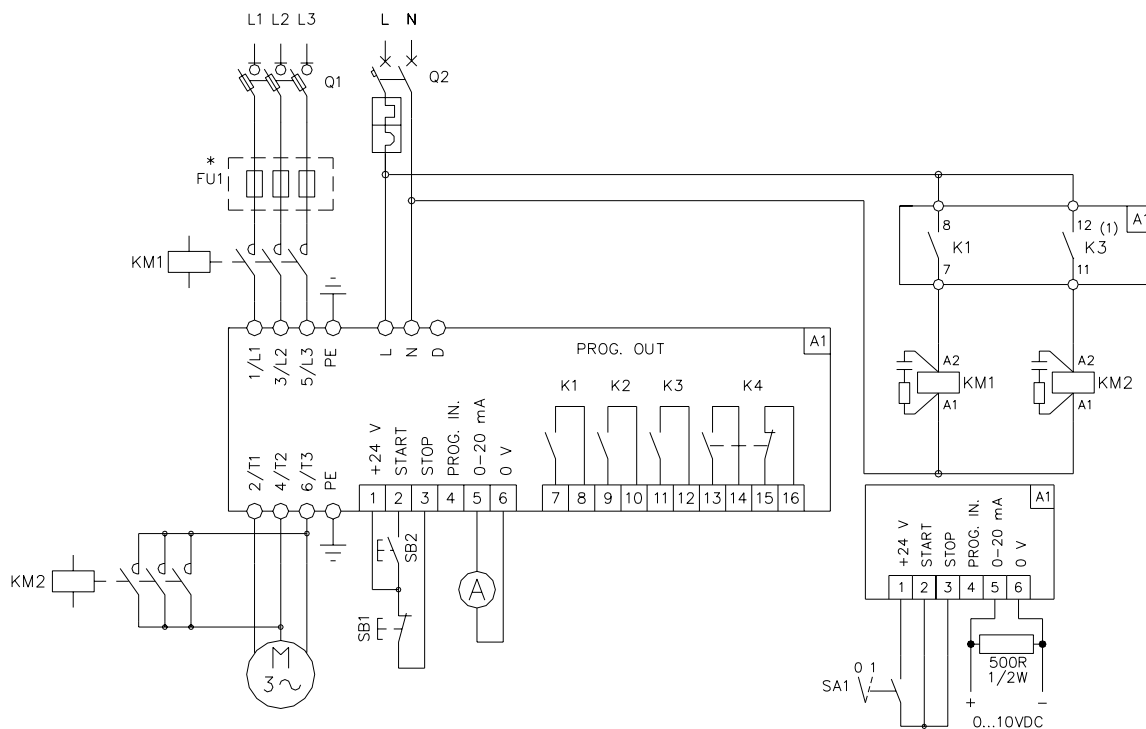 L1 L2 L3
L N
Q1
Q2
*
FU1
KM1
1/L1
3/L2
5/L3
PE
L
N
D
PROG. OUT
A1
K1
K2
K3
K4
2/T1
4/T2
6/T3
PE
+24 V
START
STOP
PROG. IN.
0-20 mA
0 V
1 2 3 4 5 6
7 8 9 10 11 12 13 14 15 16
KM2
SB2
SB1
A
M
3~
8
K1
7
12 (1)
K3
11
A1
A2
KM1
A1
A2
KM2
A1
A1
+24 V
START
STOP
PROG. IN.
0-20 mA
0 V
1 2 3 4 5 6
0 1
SA1
500R
1/2W
+ -
0...10VDC